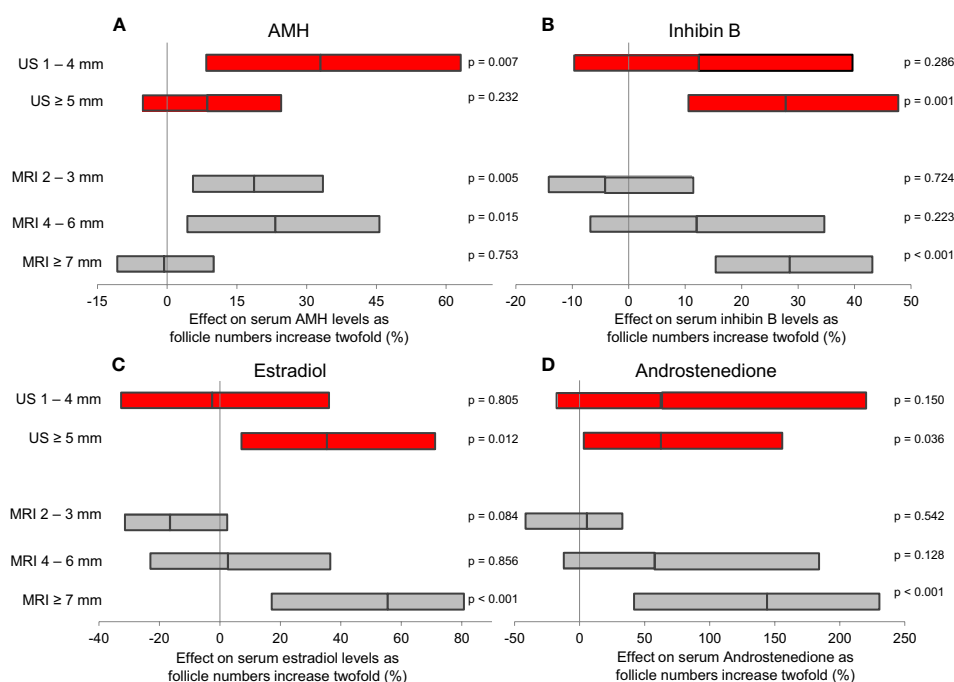 A
AMH
US 1 – 4 mm
p = 0.007
US ≥ 5 mm
p = 0.232
MRI 2 – 3 mm
p = 0.005
MRI 4 – 6 mm
p = 0.015
MRI ≥ 7 mm
p = 0.753
-15 0 15 30 45 60
Effect on serum AMH levels as
follicle numbers increase twofold (%)
B
Inhibin B
p = 0.286
p = 0.001
p = 0.724
p = 0.223
p < 0.001
-20 -10 0 10 20 30 40 50
Effect on serum inhibin B levels as
follicle numbers increase twofold (%)
C
Estradiol
US 1 – 4 mm
p = 0.805
US ≥ 5 mm
p = 0.012
MRI 2 – 3 mm
p = 0.084
MRI 4 – 6 mm
p = 0.856
MRI ≥ 7 mm
p < 0.001
-40 -20 0 20 40 60 80
Effect on serum estradiol levels as
follicle numbers increase twofold (%)
D
Androstenedione
p = 0.150
p = 0.036
p = 0.542
p = 0.128
p < 0.001
-50 0 50 100 150 200 250
Effect on serum Androstenedione as
follicle numbers increase twofold (%)